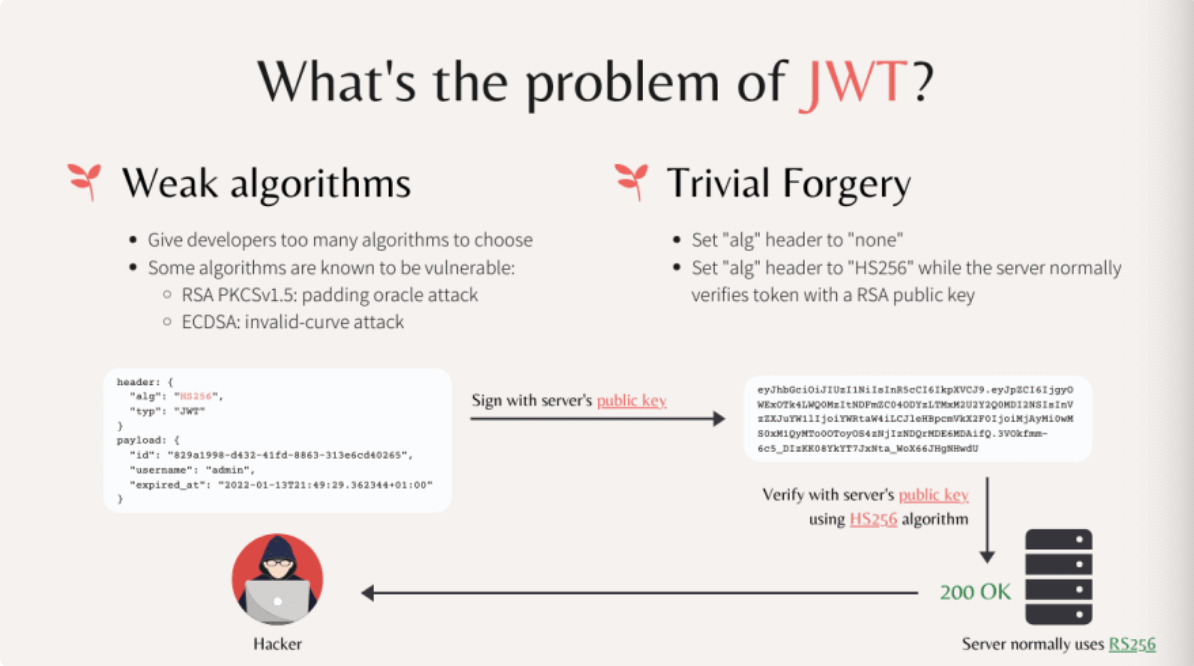 What's the problem of JWT?
Weak algorithms
• Give developers too many algorithms to choose
• Some algorithms are known to be vulnerable:
○ RSA PKCSv1.5: padding oracle attack
○ ECDSA: invalid-curve attack
Trivial Forgery
• Set "alg" header to "none"
• Set "alg" header to "HS256" while the server normally
verifies token with a RSA public key
header: {
"alg": "HS256",
"typ": "JWT"
}
payload: {
"id": "829a1998-d432-41fd-8863-313e6cd40265",
"username": "admin",
"expired_at": "2022-01-13T21:49:29.362344+01:00"
}
Sign with server's public key
eyJhbGciOiJIUzI1NiIsInR5cCI6IkpXVCJ9.eyJpZCI6IjgyO
Verify with server's public key
using HS256 algorithm
200 OK
Hacker
Server normally uses RS256